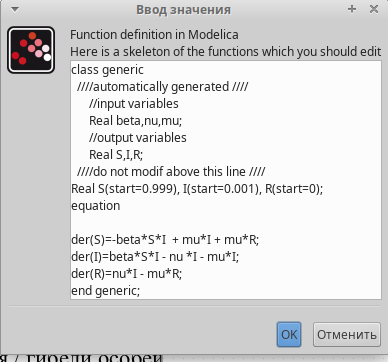 Ввод значения
Function definition in Modelica
Here is a skeleton of the functions which you should edit
class generic
////automatically generated ////
//input variables
Real beta,nu,mu;
//output variables
Real S,I,R;
////do not modif above this line ////
Real S(start=0.999), I(start=0.001), R(start=0);
equation
der(S)=-beta*S*I  + mu*I + mu*R;
der(I)=beta*S*I - nu *I - mu*I;
der(R)=nu*I - mu*R;
end generic;
OK
Отменить